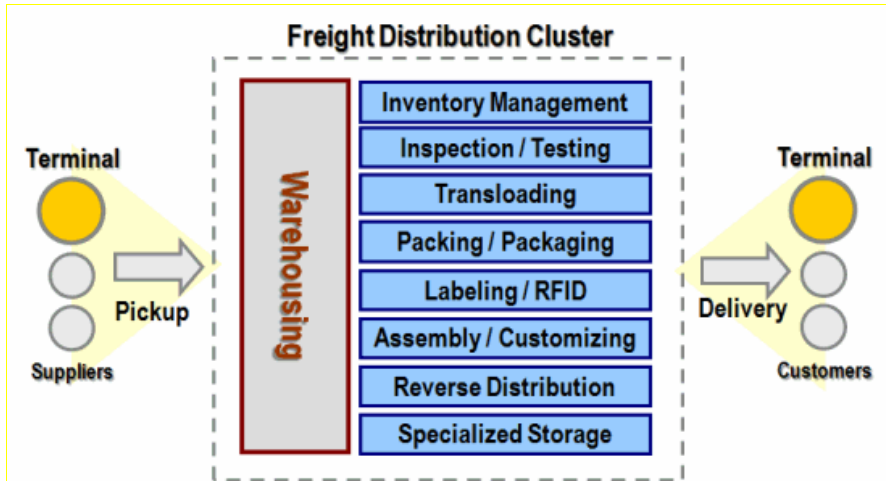 Freight Distribution Cluster
Terminal
Pickup
Suppliers
Warehousing
Inventory Management
Inspection / Testing
Transloading
Packing / Packaging
Labeling / RFID
Assembly / Customizing
Reverse Distribution
Specialized Storage
Terminal
Delivery
Customers